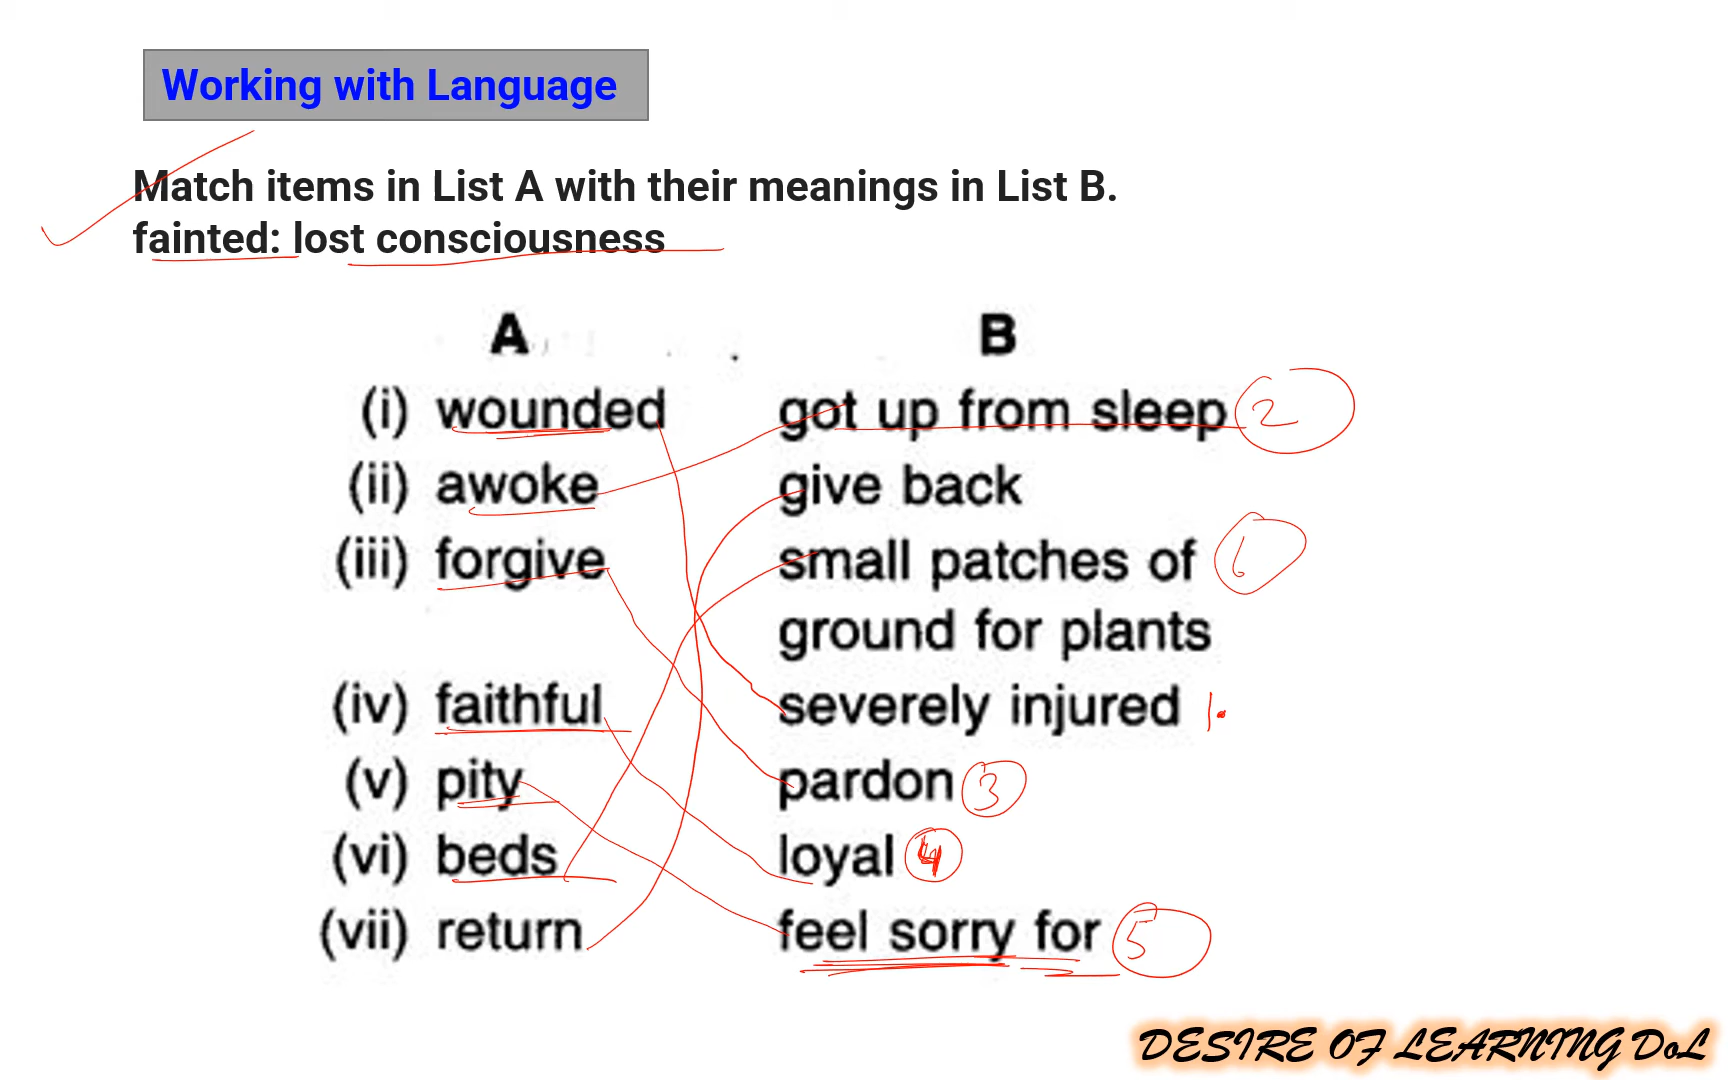 Working with Language
Match items in List A with their meanings in List B.
fainted: lost consciousness
A B
(i) wounded got up from sleep 2
(ii) awoke give back
(iii) forgive small patches of 6
ground for plants
(iv) faithful severely injured 1.
(v) pity pardon 3
(vi) beds loyal 4
(vii) return feel sorry for 5
DESIRE OF LEARNING DoL